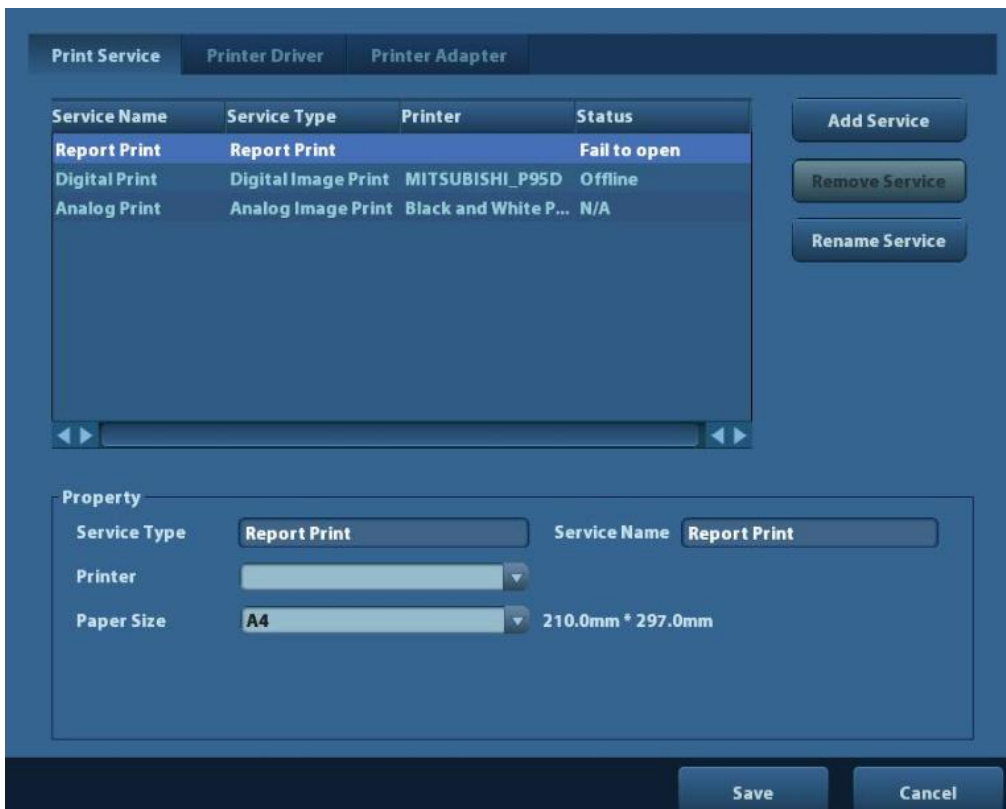 Print Service Printer Driver Printer Adapter
Service Name Service Type Printer Status
Report Print Report Print Fail to open
Digital Print Digital Image Print MITSUBISHI_P95D Offline
Analog Print Analog Image Print Black and White P... N/A
Add Service
Remove Service
Rename Service
Property
Service Type Report Print Service Name Report Print
Printer
Paper Size A4 210.0mm * 297.0mm
Save Cancel